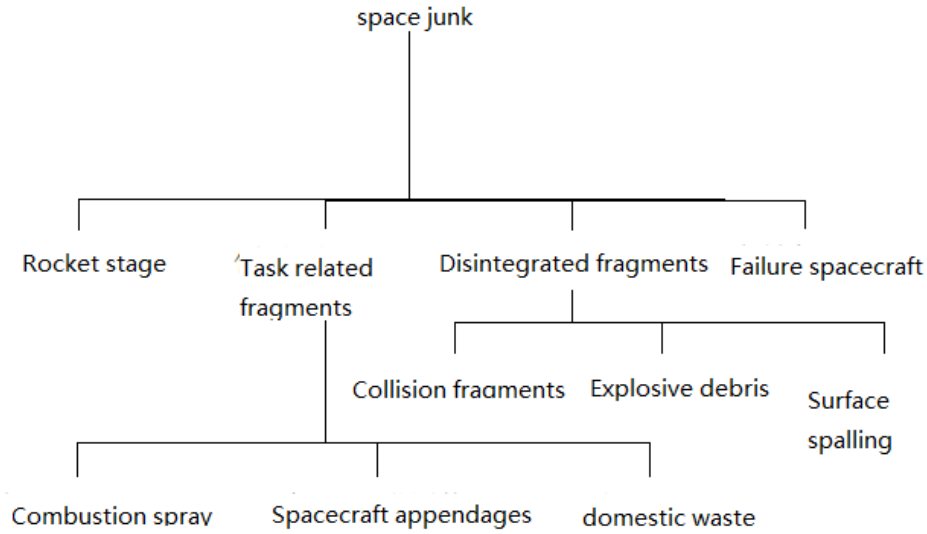 space junk
Rocket stage
Task related
fragments
Disintegrated fragments
Failure spacecraft
Collision fragments
Explosive debris
Surface
spalling
Combustion spray
Spacecraft appendages
domestic waste